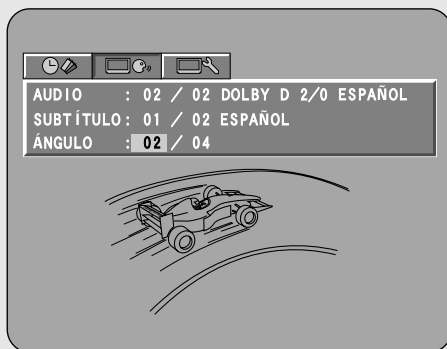 AUDIO : 02 / 02 DOLBY D 2/0 ESPAÑOL
SUBTÍTULO: 01 / 02 ESPAÑOL
ÁNGULO : 02 / 04